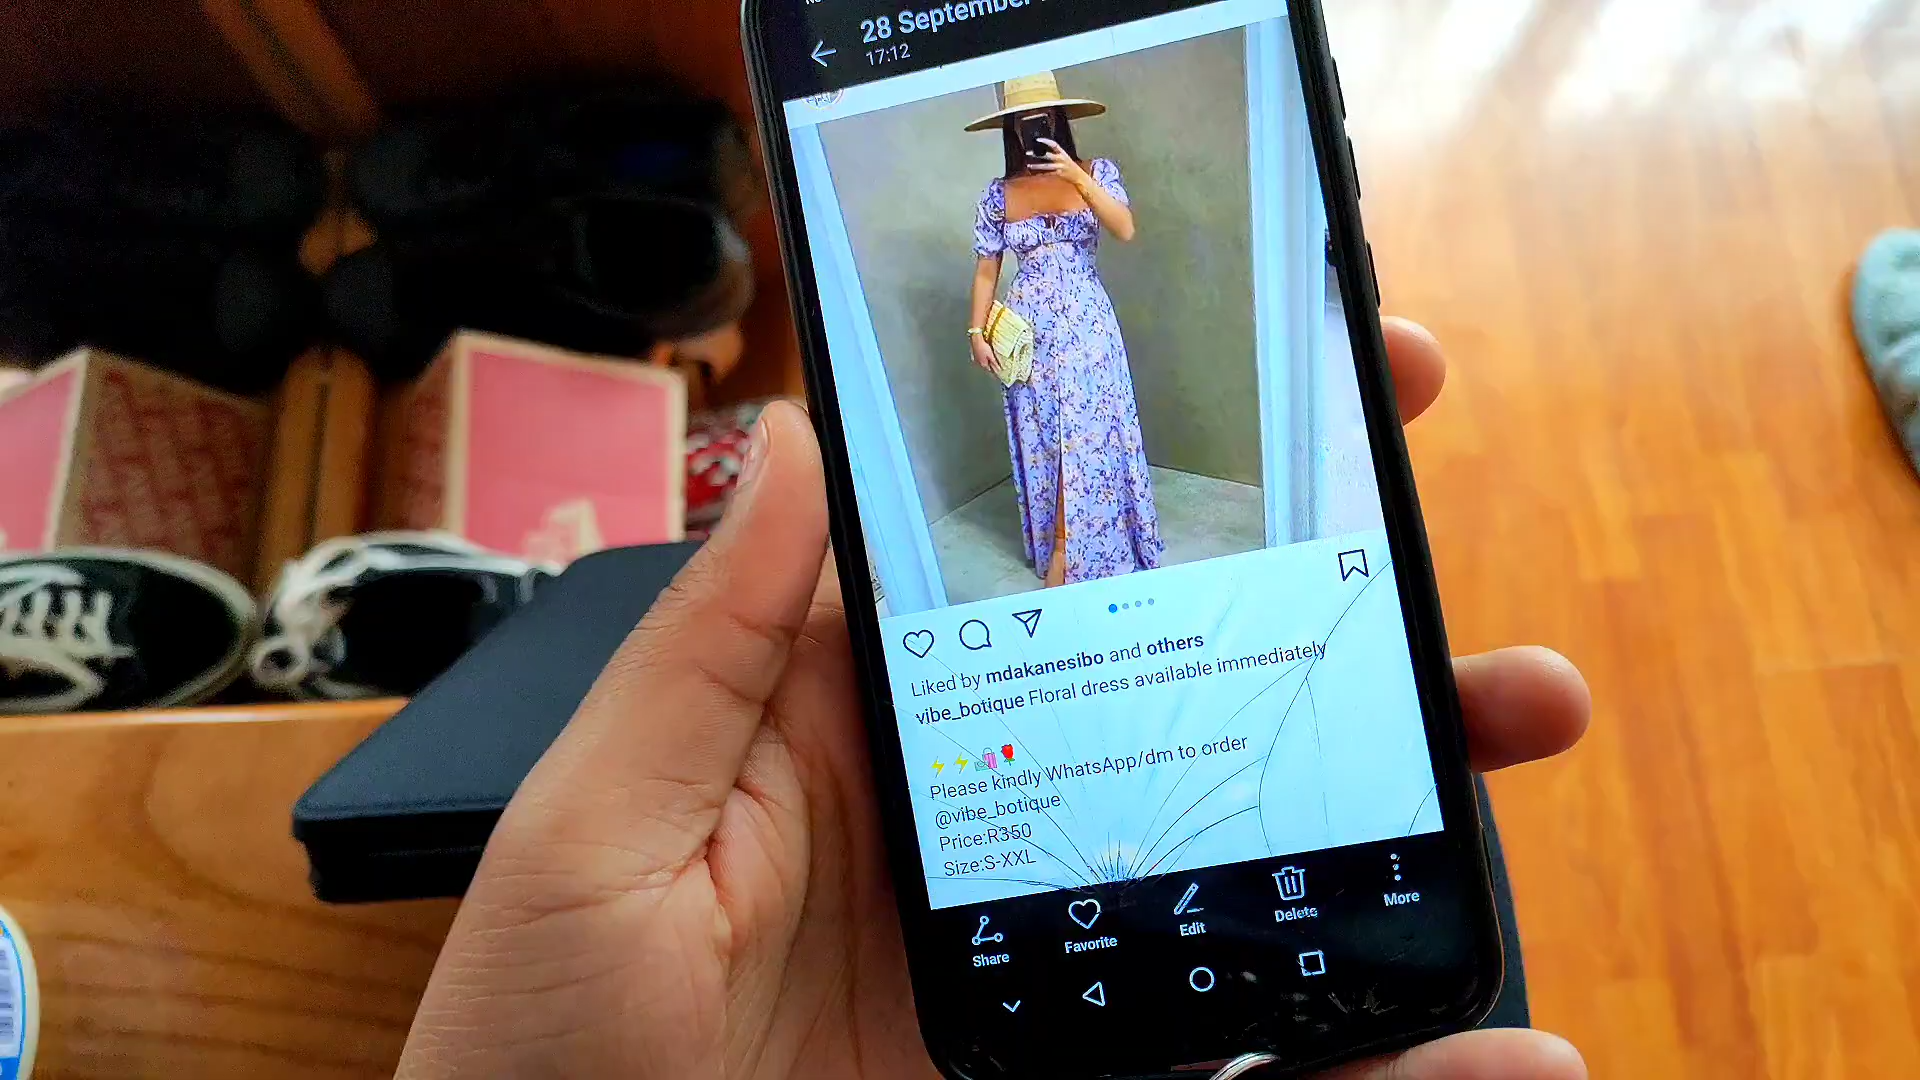 28 September
17:12
Liked by mdakanesibo and others
vibe_botique Floral dress available immediately
⚡⚡🛍️🌹
Please kindly WhatsApp/dm to order
@vibe_botique
Price:R350
Size:S-XXL
Share
Favorite
Edit
Delete
More